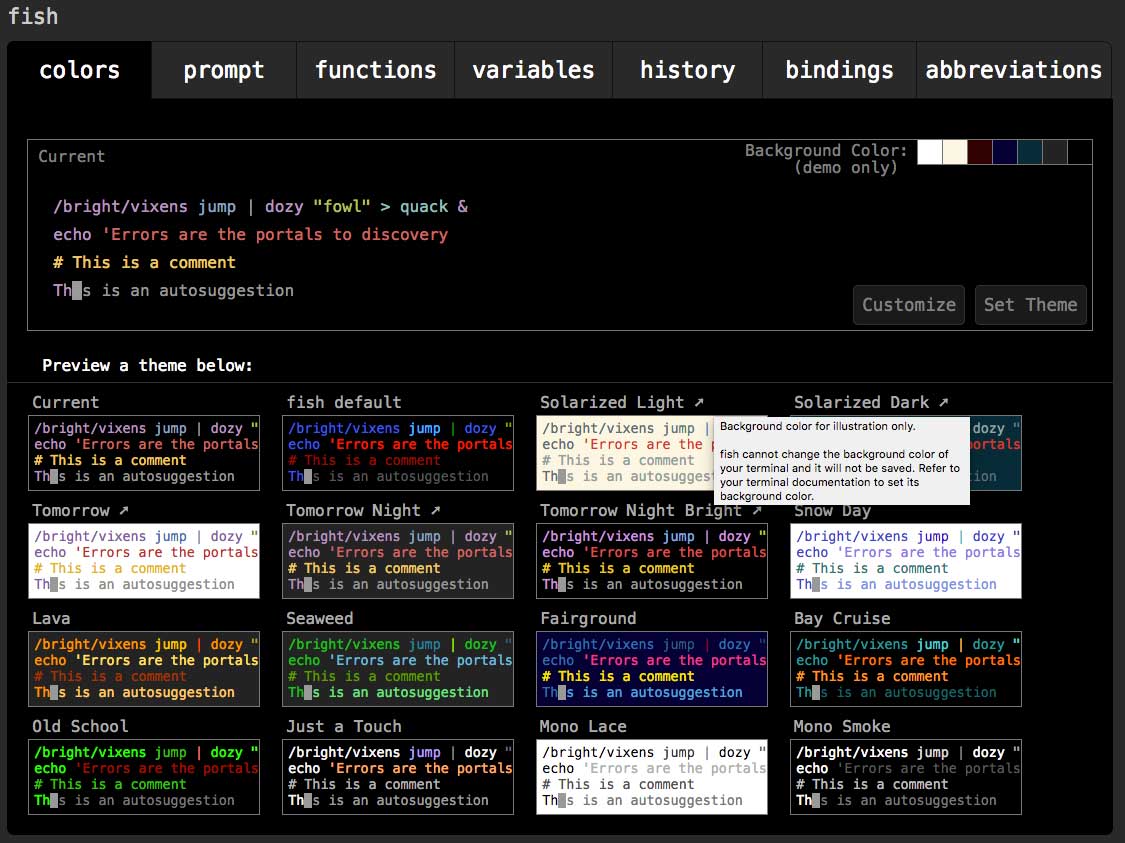 fish
colors
prompt
functions
variables
history
bindings
abbreviations
Current
Background Color:
(demo only)
/bright/vixens jump | dozy "fowl" > quack &
echo 'Errors are the portals to discovery
# This is a comment
Th s is an autosuggestion
Customize
Set Theme
Preview a theme below:
Current
/bright/vixens jump | dozy "
echo 'Errors are the portals
# This is a comment
Th s is an autosuggestion
fish default
/bright/vixens jump | dozy "
echo 'Errors are the portals
# This is a comment
Th s is an autosuggestion
Solarized Light ↗
/bright/vixens jump |
echo 'Errors are the p
# This is a comment
Th s is an autosugges
Solarized Dark ↗
"
ortals
ion
Background color for illustration only.
fish cannot change the background color of
your terminal and it will not be saved. Refer to
your terminal documentation to set its
background color.
Tomorrow ↗
/bright/vixens jump | dozy "
echo 'Errors are the portals
# This is a comment
Th s is an autosuggestion
Tomorrow Night ↗
/bright/vixens jump | dozy "
echo 'Errors are the portals
# This is a comment
Th s is an autosuggestion
Tomorrow Night Bright ↗
/bright/vixens jump | dozy "
echo 'Errors are the portals
# This is a comment
Th s is an autosuggestion
Snow Day
/bright/vixens jump | dozy "
echo 'Errors are the portals
# This is a comment
Th s is an autosuggestion
Lava
/bright/vixens jump | dozy "
echo 'Errors are the portals
# This is a comment
Th s is an autosuggestion
Seaweed
/bright/vixens jump | dozy "
echo 'Errors are the portals
# This is a comment
Th s is an autosuggestion
Fairground
/bright/vixens jump | dozy "
echo 'Errors are the portals
# This is a comment
Th s is an autosuggestion
Bay Cruise
/bright/vixens jump | dozy "
echo 'Errors are the portals
# This is a comment
Th s is an autosuggestion
Old School
/bright/vixens jump | dozy "
echo 'Errors are the portals
# This is a comment
Th s is an autosuggestion
Just a Touch
/bright/vixens jump | dozy "
echo 'Errors are the portals
# This is a comment
Th s is an autosuggestion
Mono Lace
/bright/vixens jump | dozy "
echo 'Errors are the portals
# This is a comment
Th s is an autosuggestion
Mono Smoke
/bright/vixens jump | dozy "
echo 'Errors are the portals
# This is a comment
Th s is an autosuggestion